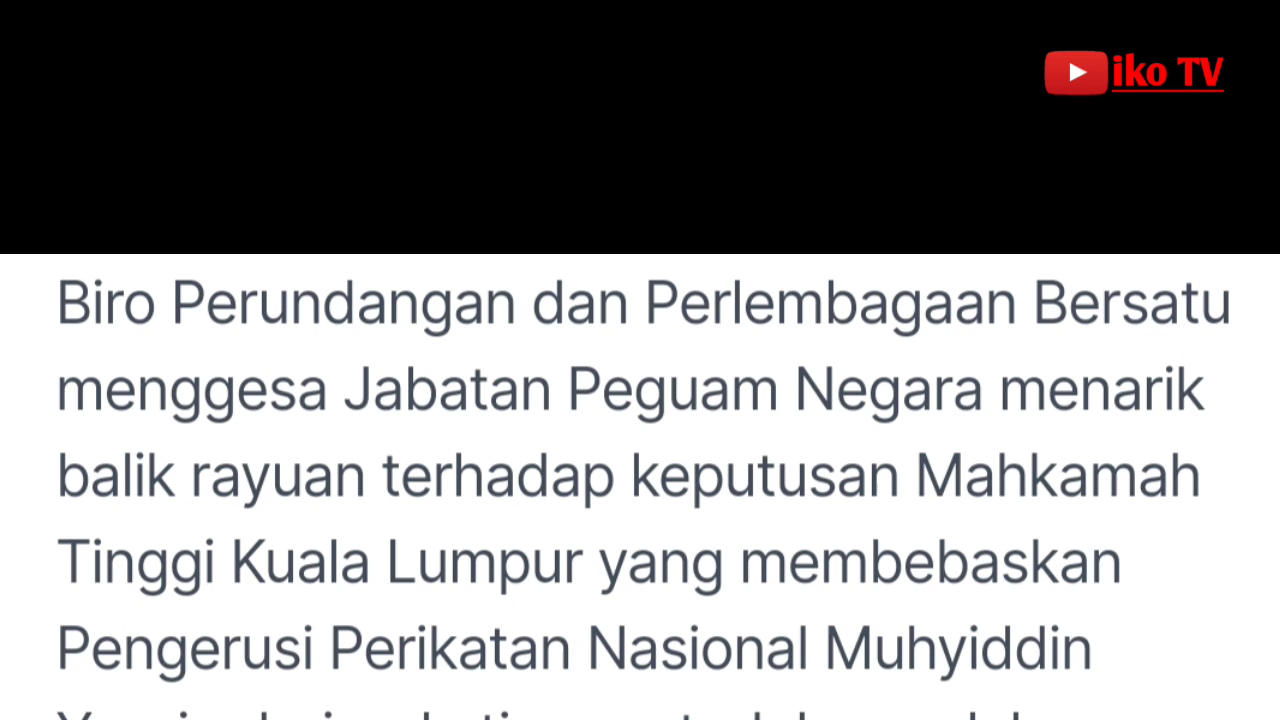 iko TV
Biro Perundangan dan Perlembagaan Bersatu
menggesa Jabatan Peguam Negara menarik
balik rayuan terhadap keputusan Mahkamah
Tinggi Kuala Lumpur yang membebaskan
Pengerusi Perikatan Nasional Muhyiddin